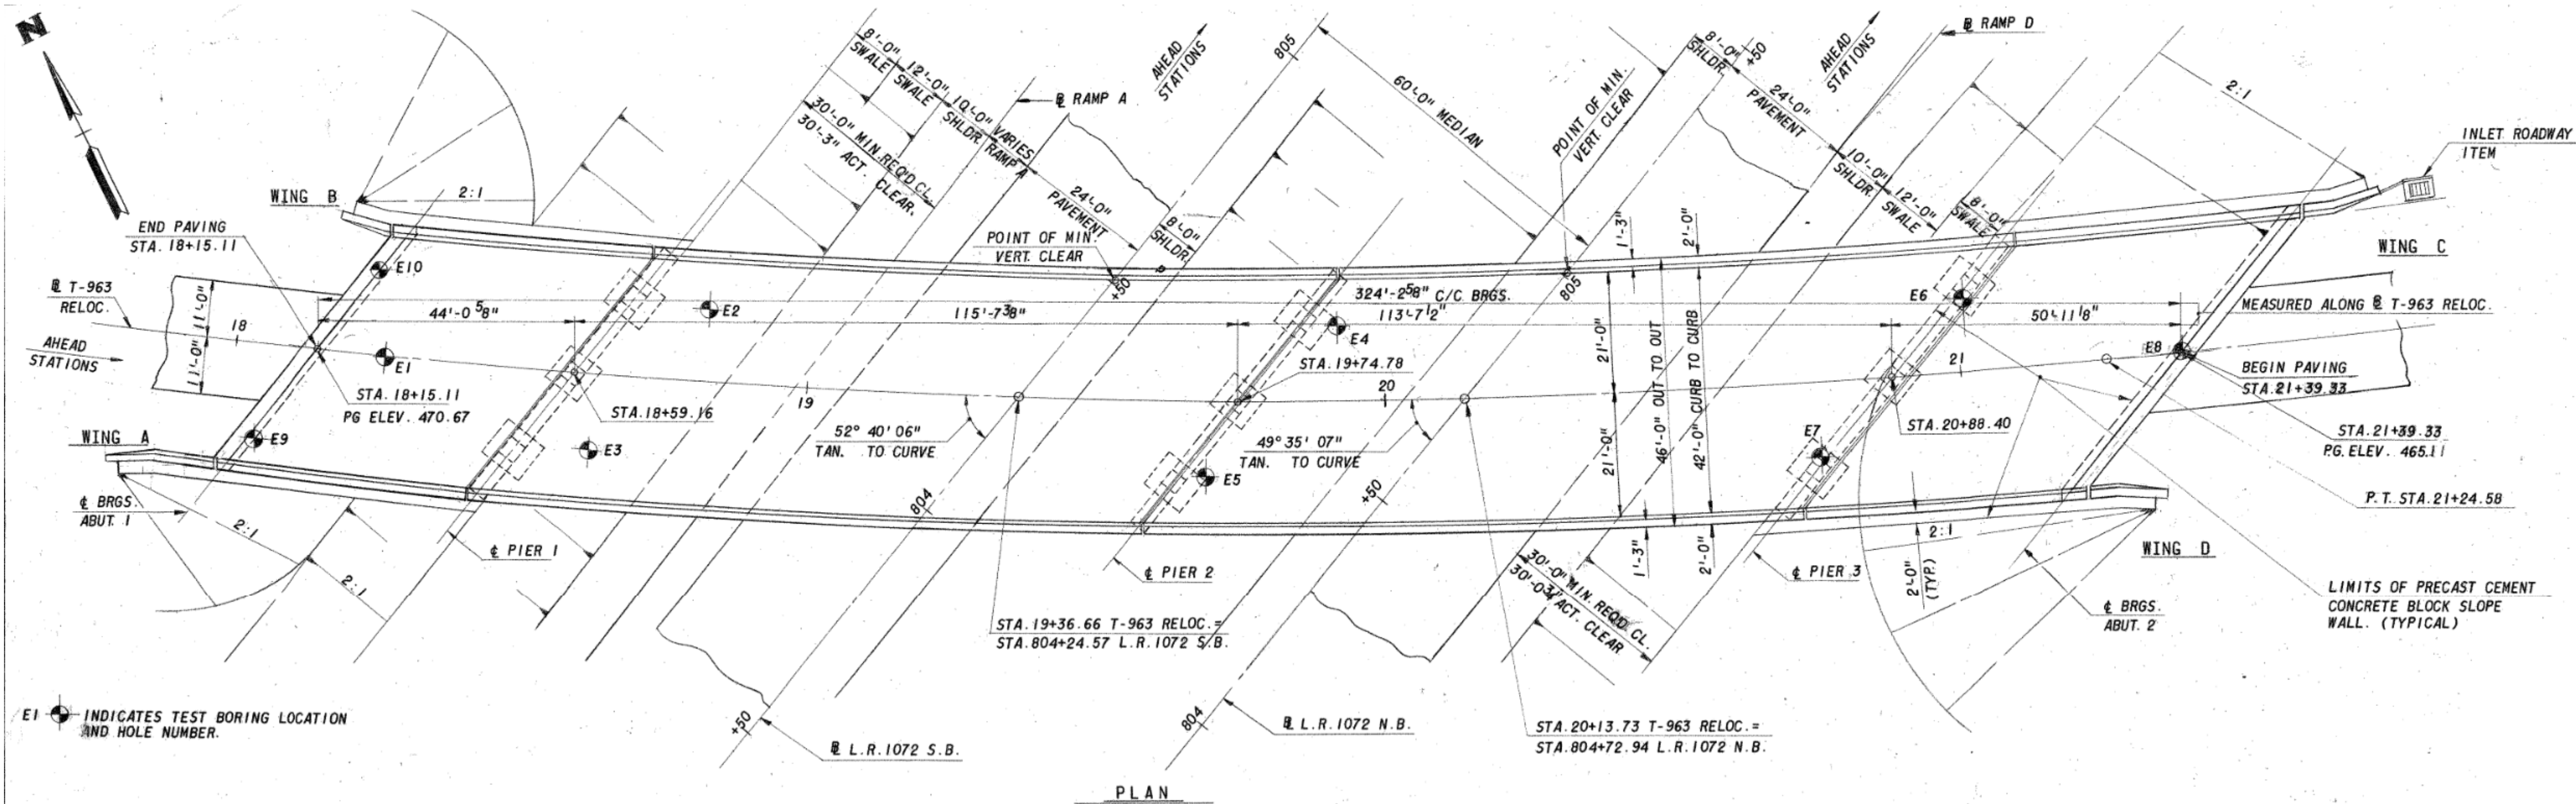 N
8'-0"
SWALE
12'-0"
SWALE
10'-0"
SHLDR.
VARIES
RAMP A
30'-0" MIN. REQ'D CL.
30'-3" ACT. CLEAR.
24'-0"
PAVEMENT
8'-0"
SHLDR.
℄ RAMP A
AHEAD
STATIONS
805
60'-0" MEDIAN
POINT OF MIN.
VERT. CLEAR
8'-0"
SHLDR.
+50
24'-0"
PAVEMENT
10'-0"
SHLDR.
12'-0"
SWALE
8'-0"
SWALE
AHEAD
STATIONS
℄ RAMP D
2:1
INLET ROADWAY
ITEM
WING B
2:1
END PAVING
STA. 18+15.11
E10
POINT OF MIN.
VERT. CLEAR
+50
1'-3"
2'-0"
805
WING C
℄ T-963
RELOC.
11'-0"
11'-0"
18
AHEAD
STATIONS
44'-0 5/8"
E2
115'-7 3/8"
324'-2 5/8" C/C BRGS.
113'-7 1/2"
E4
E6
50'-11 1/8"
MEASURED ALONG ℄ T-963 RELOC.
E1
STA. 18+15.11
PG ELEV. 470.67
STA. 18+59.16
19
STA. 19+74.78
20
21'-0"
21'-0"
46'-0" OUT TO OUT
42'-0" CURB TO CURB
21
E8
BEGIN PAVING
STA. 21+39.33
STA. 20+88.40
STA. 21+39.33
PG. ELEV. 465.11
WING A
E9
E3
52° 40' 06"
TAN. TO CURVE
49° 35' 07"
TAN. TO CURVE
E5
E7
P.T. STA. 21+24.58
℄ BRGS.
ABUT. 1
2:1
2:1
℄ PIER 1
804
℄ PIER 2
+50
1'-3"
2'-0"
30'-0" MIN. REQ'D CL.
30'-0 3/4" ACT. CLEAR
℄ PIER 3
2'-0"
(TYP.)
2:1
WING D
℄ BRGS.
ABUT. 2
LIMITS OF PRECAST CEMENT
CONCRETE BLOCK SLOPE
WALL. (TYPICAL)
STA. 19+36.66 T-963 RELOC. =
STA. 804+24.57 L.R. 1072 S.B.
E1 INDICATES TEST BORING LOCATION
AND HOLE NUMBER.
+50
℄ L.R. 1072 S.B.
804
℄ L.R. 1072 N.B.
STA. 20+13.73 T-963 RELOC. =
STA. 804+72.94 L.R. 1072 N.B.
PLAN